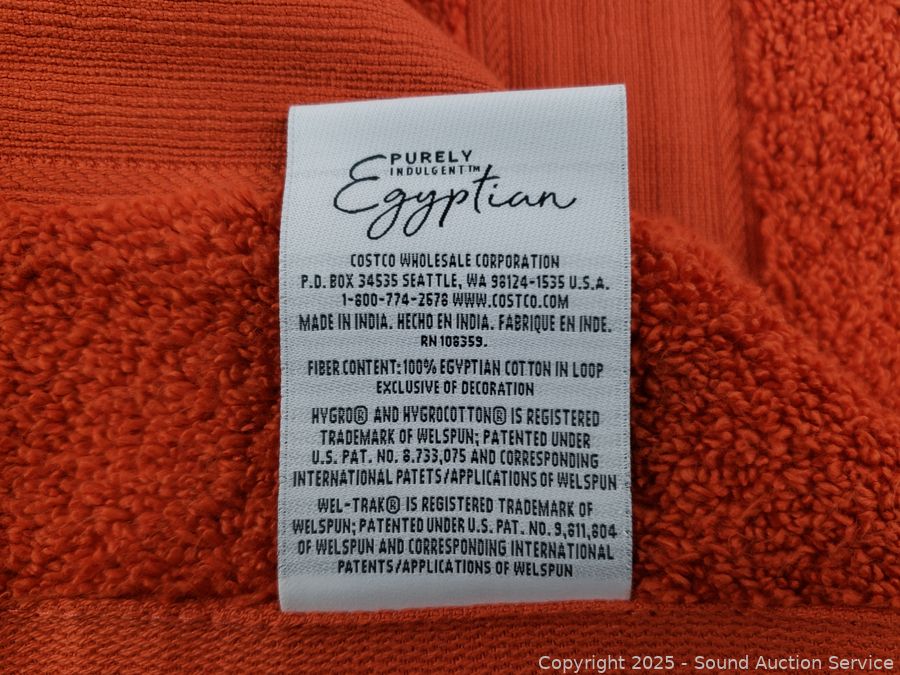 PURELY
INDULGENT™
Egyptian
COSTCO WHOLESALE CORPORATION
P.O. BOX 34535 SEATTLE, WA 98124-1535 U.S.A.
1-800-774-2678 WWW.COSTCO.COM
MADE IN INDIA. HECHO EN INDIA. FABRIQUE EN INDE.
RN 108359.
FIBER CONTENT: 100% EGYPTIAN COTTON IN LOOP
EXCLUSIVE OF DECORATION
HYGRO® AND HYGROCOTTON® IS REGISTERED
TRADEMARK OF WELSPUN; PATENTED UNDER
U.S. PAT. NO. 8,733,075 AND CORRESPONDING
INTERNATIONAL PATETS/APPLICATIONS OF WELSPUN
WEL-TRAK® IS REGISTERED TRADEMARK OF
WELSPUN; PATENTED UNDER U.S. PAT. NO. 9,811,804
OF WELSPUN AND CORRESPONDING INTERNATIONAL
PATENTS/APPLICATIONS OF WELSPUN
Copyright 2025 - Sound Auction Service